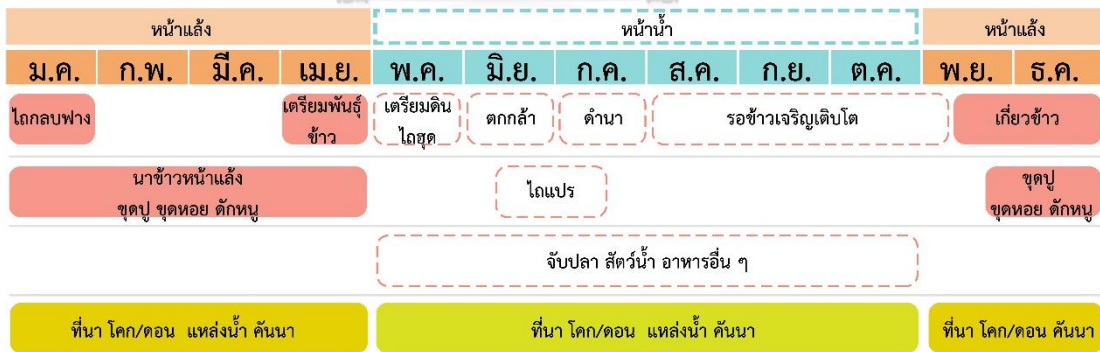 หน้าแล้ง หน้าน้ำ หน้าแล้ง
ม.ค. ก.พ. มี.ค. เม.ย. พ.ค. มิ.ย. ก.ค. ส.ค. ก.ย. ต.ค. พ.ย. ธ.ค.
ไถกลบฟาง
เตรียมพันธุ์
ข้าว
เตรียมดิน
ไถฮุด
ตกกล้า
ดำนา
รอข้าวเจริญเติบโต
เกี่ยวข้าว
นาข้าวหน้าแล้ง
ขุดปู ขุดหอย ดักหนู
ไถแปร
ขุดปู
ขุดหอย ดักหนู
จับปลา สัตว์น้ำ อาหารอื่น ๆ
ที่นา โคก/ดอน แหล่งน้ำ คันนา
ที่นา โคก/ดอน แหล่งน้ำ คันนา
ที่นา โคก/ดอน คันนา